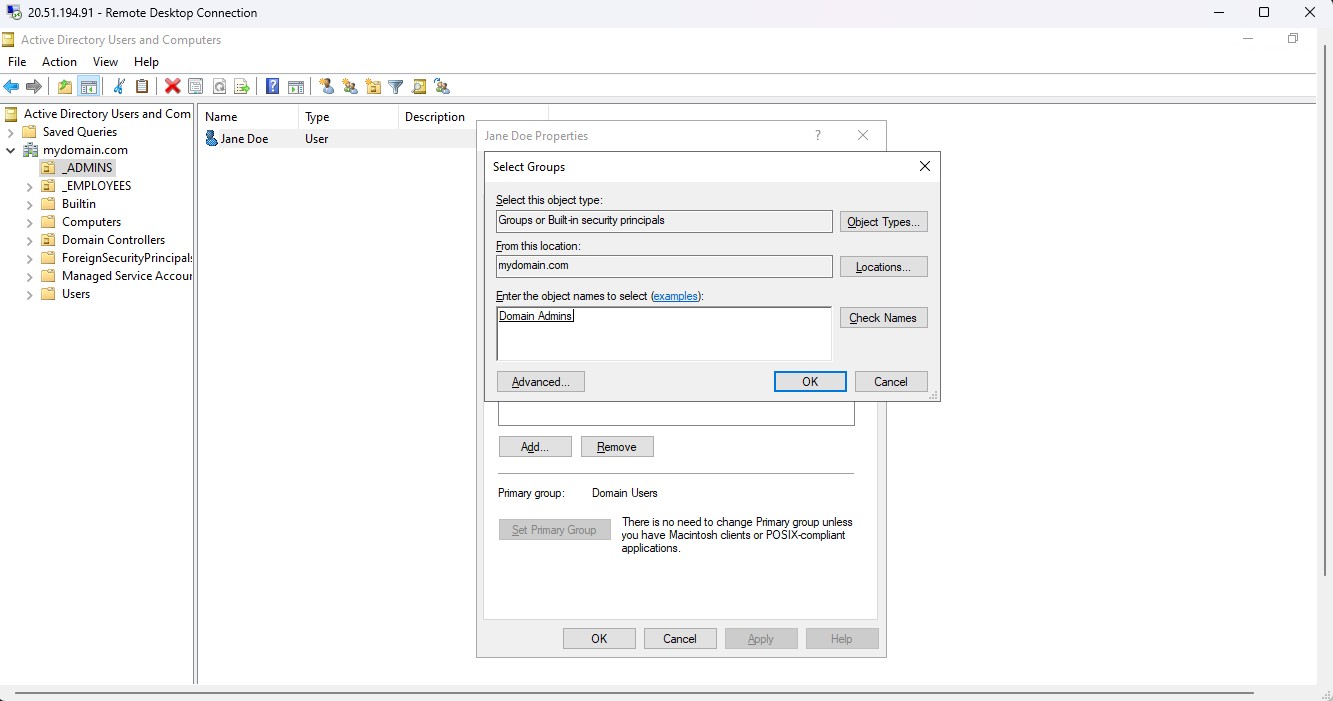 20.51.194.91 - Remote Desktop Connection
Active Directory Users and Computers
File Action View Help
Active Directory Users and Com
Saved Queries
mydomain.com
_ADMINS
_EMPLOYEES
Builtin
Computers
Domain Controllers
ForeignSecurityPrincipals
Managed Service Accoun
Users
Name Type Description
Jane Doe User
Jane Doe Properties
Select Groups
Select this object type:
Groups or Built-in security principals
Object Types...
From this location:
mydomain.com
Locations...
Enter the object names to select (examples):
Domain Admins
Check Names
Advanced...
OK
Cancel
Add...
Remove
Primary group: Domain Users
Set Primary Group
There is no need to change Primary group unless
you have Macintosh clients or POSIX-compliant
applications.
OK
Cancel
Apply
Help